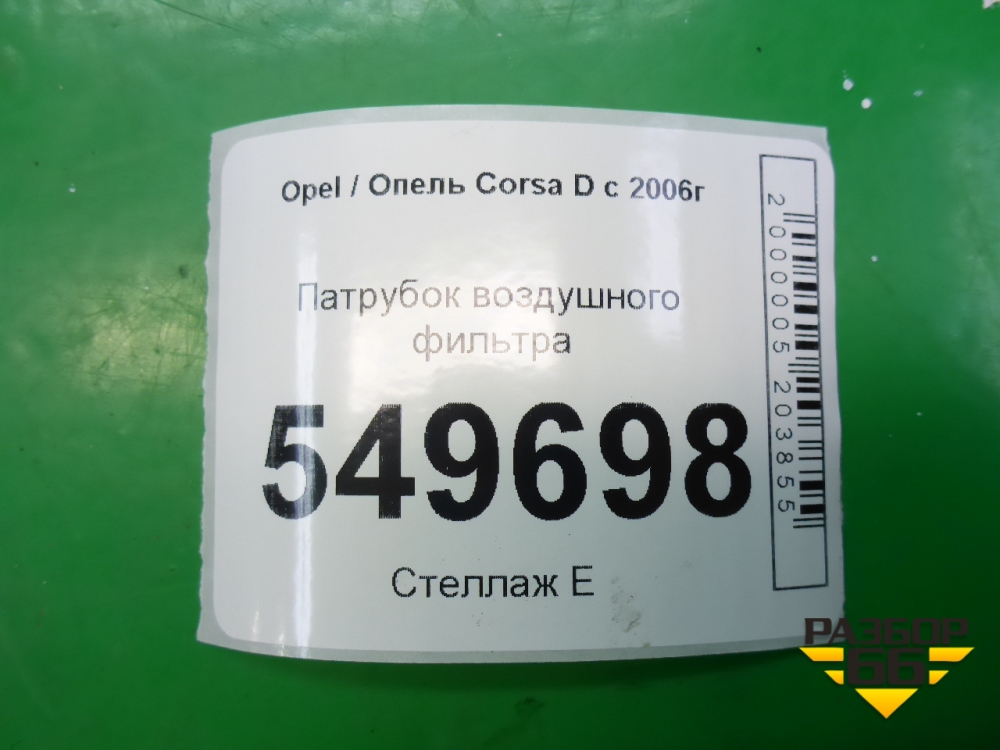 Opel / Опель Corsa D с 2006г
Патрубок воздушного
фильтра
549698
Стеллаж Е
2000005203855
РАЗБОР
66